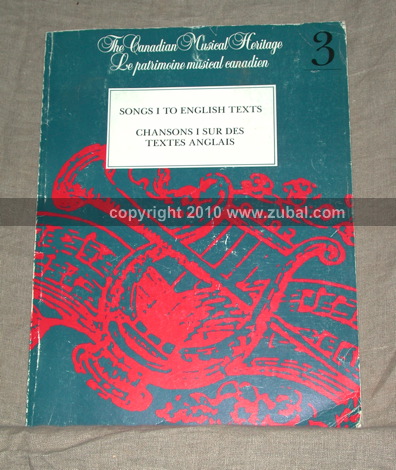 The Canadian Musical Heritage
Le patrimoine musical canadien
3
SONGS I TO ENGLISH TEXTS
CHANSONS I SUR DES
TEXTES ANGLAIS
copyright 2010 www.zubal.com